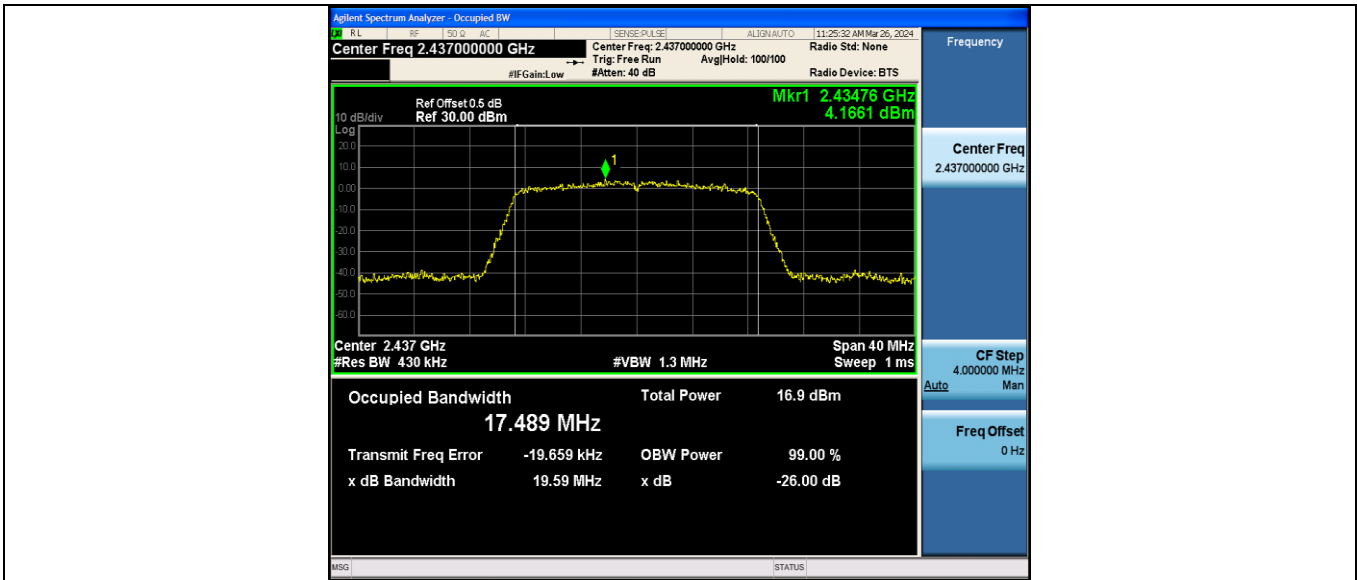 Agilent Spectrum Analyzer - Occupied BW
LXI RL RF 50 Ω AC SENSE:PULSE ALIGNAUTO 11:25:32 AM Mar 26, 2024
Center Freq 2.437000000 GHz
Center Freq: 2.437000000 GHz Radio Std: None
Trig: Free Run Avg|Hold: 100/100
#IFGain:Low #Atten: 40 dB Radio Device: BTS
Frequency
Mkr1 2.43476 GHz
4.1661 dBm
Ref Offset 0.5 dB
10 dB/div Ref 30.00 dBm
Log
20.0
10.0
0.00
-10.0
-20.0
-30.0
-40.0
-50.0
-60.0
1
Center 2.437 GHz Span 40 MHz
#Res BW 430 kHz #VBW 1.3 MHz Sweep 1 ms
Occupied Bandwidth Total Power 16.9 dBm
17.489 MHz
Transmit Freq Error -19.659 kHz OBW Power 99.00 %
x dB Bandwidth 19.59 MHz x dB -26.00 dB
Center Freq
2.437000000 GHz
CF Step
4.000000 MHz
Auto Man
Freq Offset
0 Hz
MSG STATUS